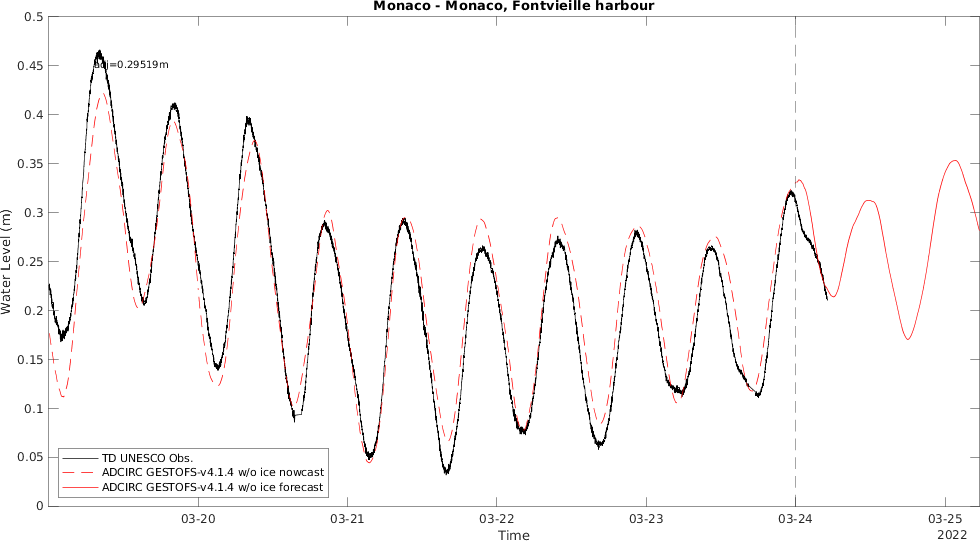 Monaco - Monaco, Fontvieille harbour
0.5
0.45
0.4
0.35
0.3
0.25
0.2
0.15
0.1
0.05
0
Water Level (m)
adj=0.29519m
TD UNESCO Obs.
ADCIRC GESTOFS-v4.1.4 w/o ice nowcast
ADCIRC GESTOFS-v4.1.4 w/o ice forecast
03-20 03-21 03-22 03-23 03-24 03-25
Time
2022